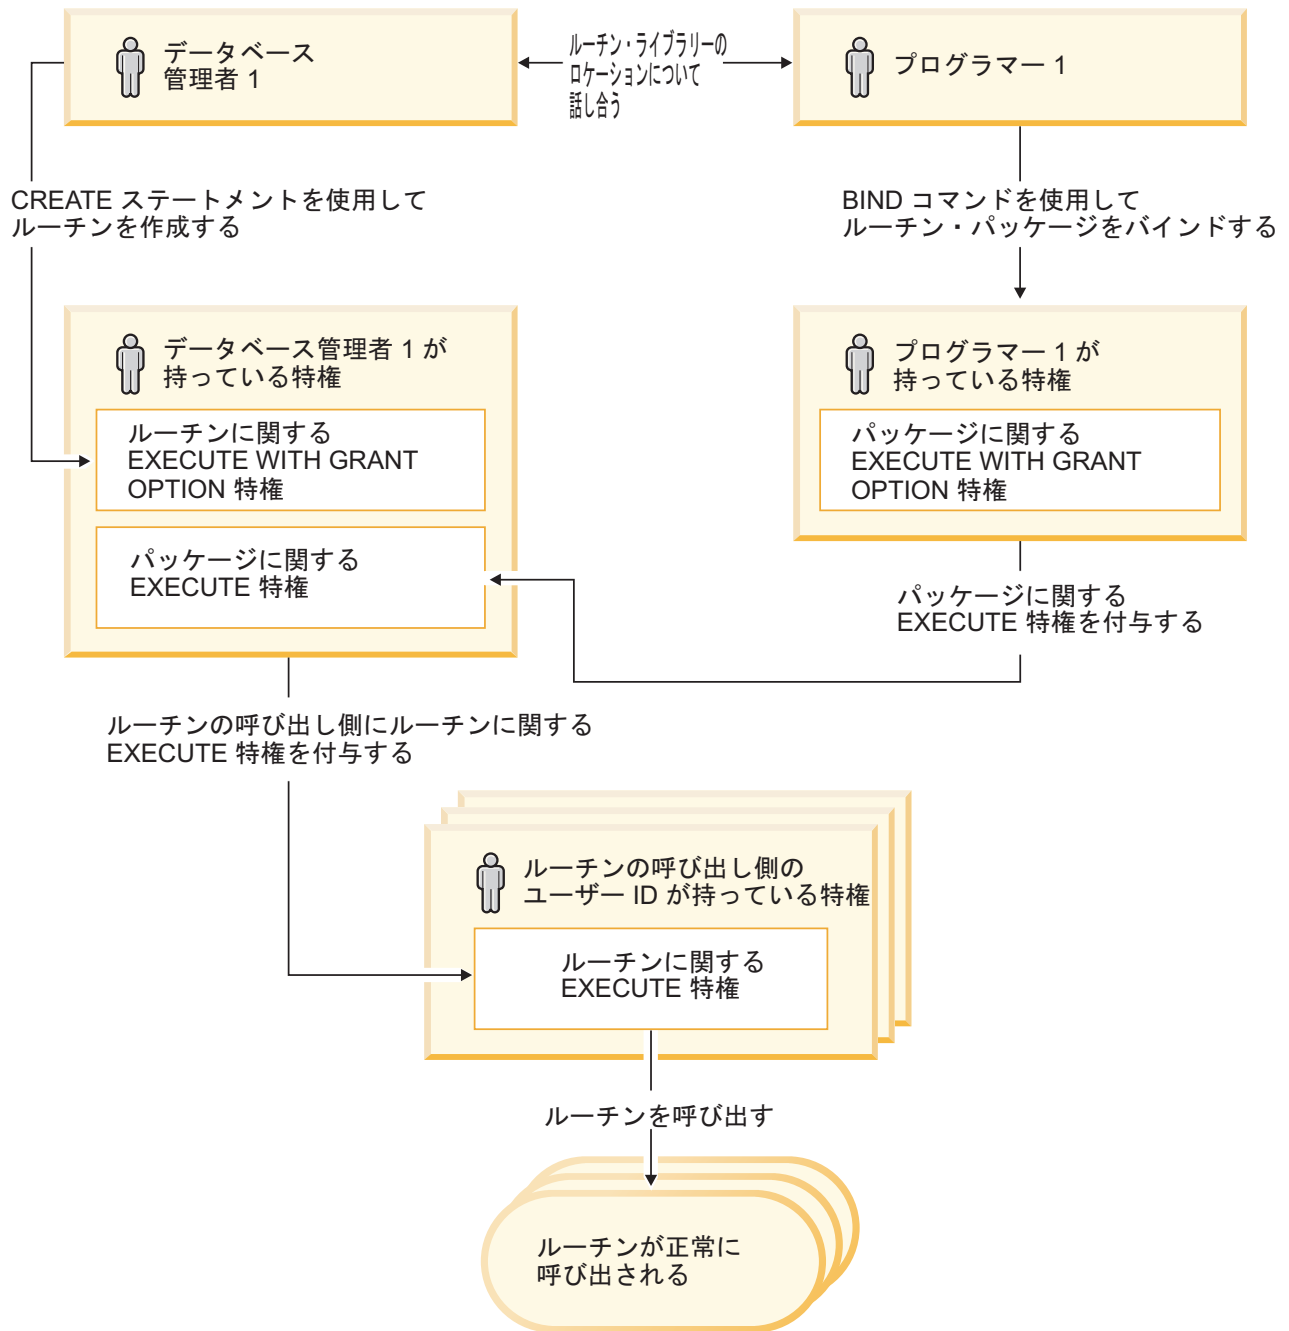 データベース
管理者 1
ルーチン・ライブラリーの
ロケーションについて
話し合う
プログラマー 1
CREATE ステートメントを使用して
ルーチンを作成する
BIND コマンドを使用して
ルーチン・パッケージをバインドする
データベース管理者 1 が
持っている特権
ルーチンに関する
EXECUTE WITH GRANT
OPTION 特権
パッケージに関する
EXECUTE 特権
プログラマー 1 が
持っている特権
パッケージに関する
EXECUTE WITH GRANT
OPTION 特権
パッケージに関する
EXECUTE 特権を付与する
ルーチンの呼び出し側にルーチンに関する
EXECUTE 特権を付与する
ルーチンの呼び出し側の
ユーザー ID が持っている特権
ルーチンに関する
EXECUTE 特権
ルーチンを呼び出す
ルーチンが正常に
呼び出される